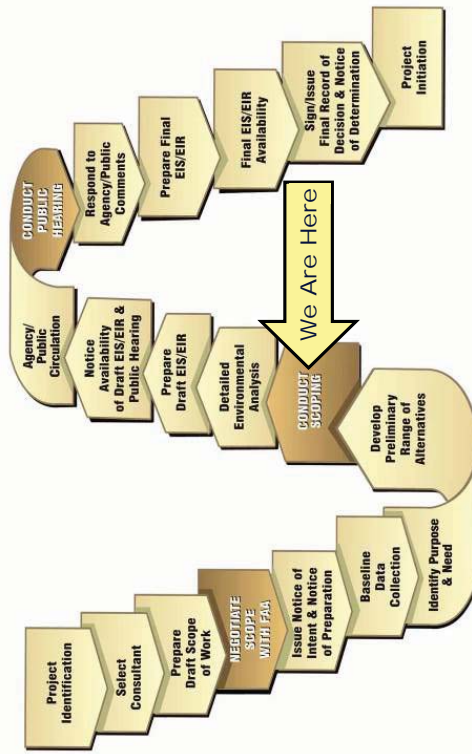 Project
Identification
Select
Consultant
Prepare
Draft Scope
of Work
NEGOTIATE
SCOPE
WITH FAA
Issue Notice of
Intent & Notice
of Preparation
Baseline
Data
Collection
Identify Purpose
& Need
Develop
Preliminary
Range of
Alternatives
CONDUCT
SCOPING
We Are Here
Detailed
Environmental
Analysis
Prepare
Draft EIS/EIR
Notice
Availability
of Draft EIS/EIR &
Public Hearing
Agency/
Public
Circulation
CONDUCT
PUBLIC
HEARING
Respond to
Agency/Public
Comments
Prepare Final
EIS/EIR
Final EIS/EIR
Availability
Sign/Issue
Final Record of
Decision & Notice
of Determination
Project
Initiation